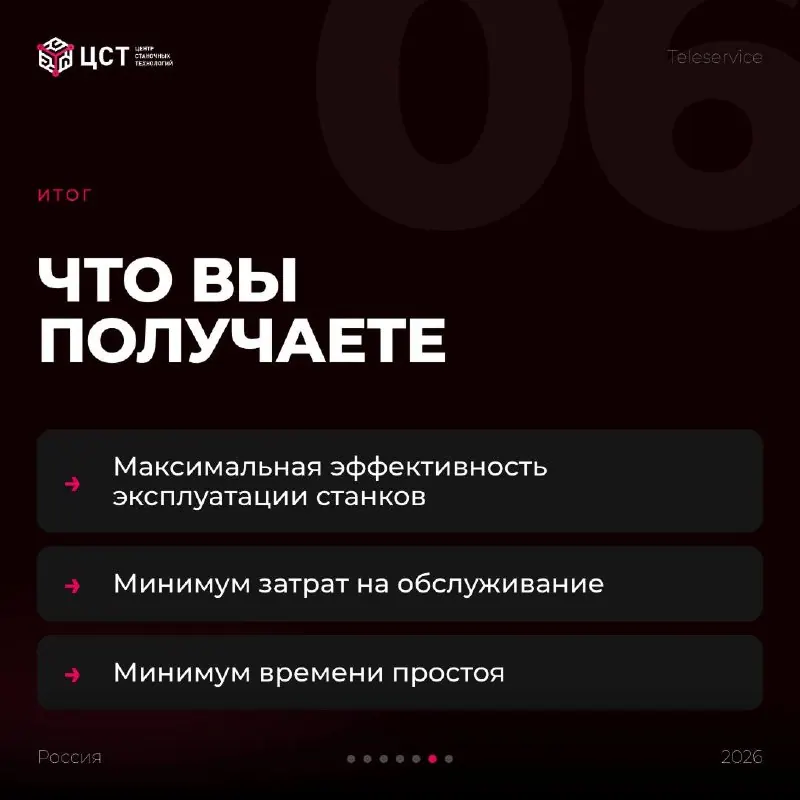 ЦСТ
ЦЕНТР
СТАНОЧНЫХ
ТЕХНОЛОГИЙ
Teleservice
06
ИТОГ
ЧТО ВЫ
ПОЛУЧАЕТЕ
→ Максимальная эффективность
эксплуатации станков
→ Минимум затрат на обслуживание
→ Минимум времени простоя
Россия
2026